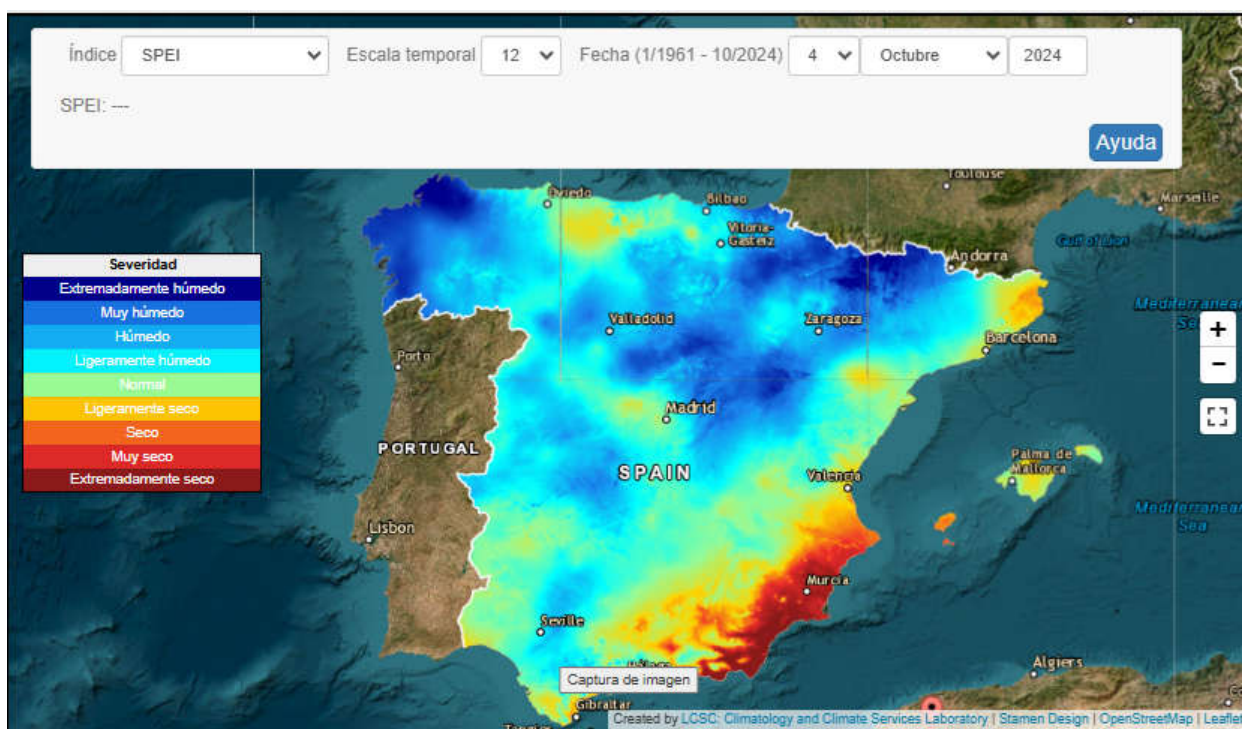 Índice SPEI Escala temporal 12 Fecha (1/1961 - 10/2024) 4 Octubre 2024
SPEI: ---
Ayuda
Toulouse
Marseille
Oviedo
Bilbao
Vitoria-
Gasteiz
Gulf of Lion
Andorra
Severidad
Extremadamente húmedo
Muy húmedo
Húmedo
Ligeramente húmedo
Normal
Ligeramente seco
Seco
Muy seco
Extremadamente seco
Mediterranean
Sea
Valladolid
Zaragoza
Barcelona
+
−
Porto
Madrid
PORTUGAL
SPAIN
Palma de
Mallorca
Valencia
Mediterranean
Sea
Lisbon
Murcia
Seville
Captura de imagen
Algiers
Gibraltar
Created by LCSC: Climatology and Climate Services Laboratory | Stamen Design | OpenStreetMap | Leaflet